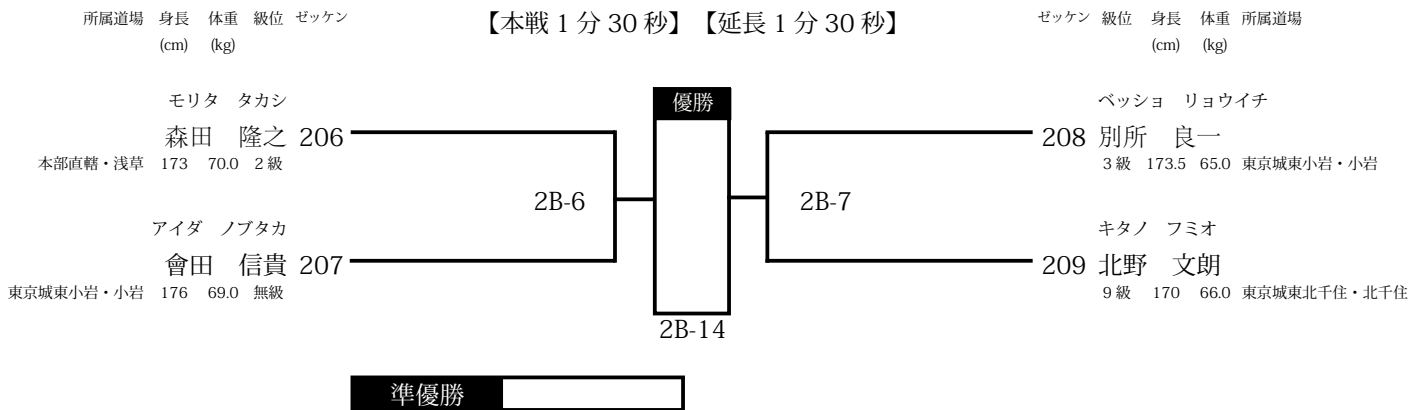 所属道場 身長 体重 級位 ゼッケン 【本戦 1 分 30 秒】【延長 1 分 30 秒】 ゼッケン 級位 身長 体重 所属道場
(cm) (kg) (cm) (kg)
モリタ タカシ
森田 隆之 206
本部直轄・浅草 173 70.0 2 級
2B-6
アイダ ノブタカ
會田 信貴 207
東京城東小岩・小岩 176 69.0 無級
優勝
2B-14
ベッショ リョウイチ
208 別所 良一
3 級 173.5 65.0 東京城東小岩・小岩
2B-7
キタノ フミオ
209 北野 文朗
9 級 170 66.0 東京城東北千住・北千住
準優勝